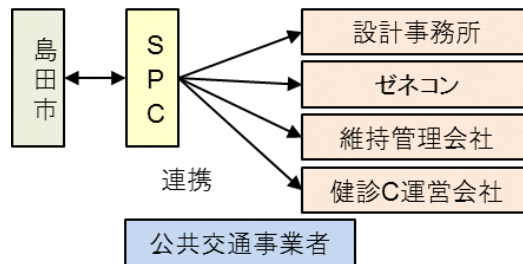 島田市
SPC
設計事務所
ゼネコン
維持管理会社
健診C運営会社
連携
公共交通事業者